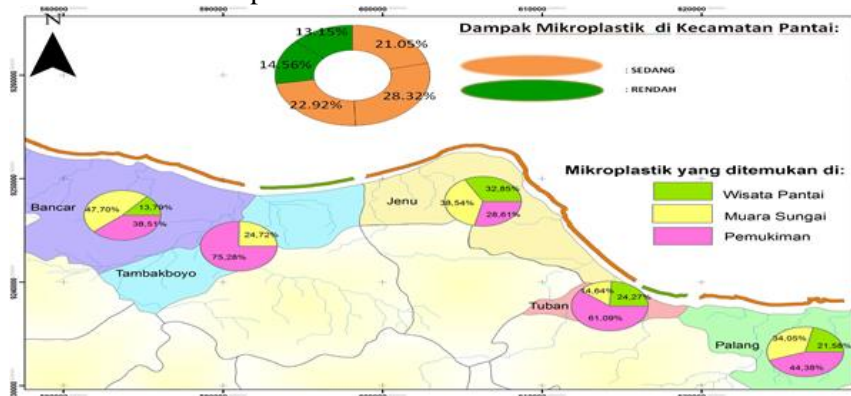 600000
610000
620000
N
13.15%
21.05%
14.56%
28.32%
22.92%
Dampak Mikroplastik di Kecamatan Pantai:
: SEDANG
: RENDAH
Mikroplastik yang ditemukan di:
Wisata Pantai
Muara Sungai
Pemukiman
Bancar
47,70%
13,79%
38,51%
Tambakboyo
24,72%
75,28%
Jenu
32,85%
38,54%
28,61%
Tuban
14.64%
24,27%
61.09%
Palang
34,05%
21,58%
44,38%